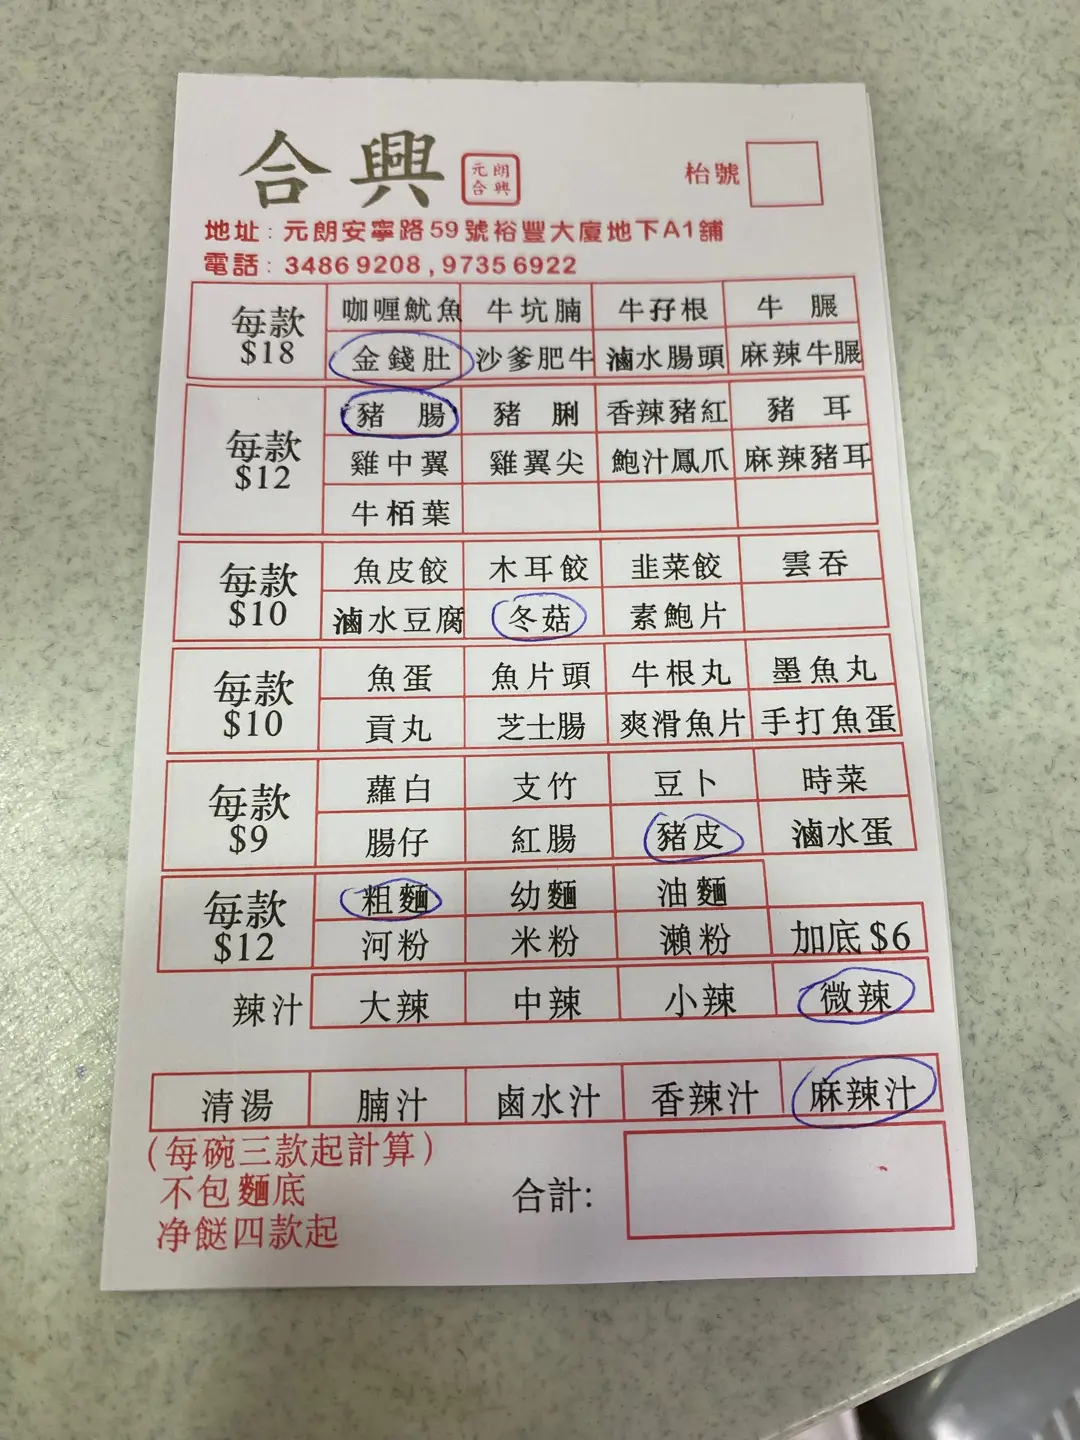 合興 元朗合興 枱號
地址: 元朗安寧路59號裕豐大廈地下A1鋪
電話: 3486 9208 , 9735 6922
每款 $18
咖喱魷魚 牛坑腩 牛孖根 牛𦟌
金錢肚 沙爹肥牛 滷水腸頭 麻辣牛𦟌
每款 $12
豬腸 豬脷 香辣豬紅 豬耳
雞中翼 雞翼尖 鮑汁鳳爪 麻辣豬耳
牛栢葉
每款 $10
魚皮餃 木耳餃 韭菜餃 雲吞
滷水豆腐 冬菇 素鮑片
每款 $10
魚蛋 魚片頭 牛根丸 墨魚丸
貢丸 芝士腸 爽滑魚片 手打魚蛋
每款 $9
蘿白 支竹 豆卜 時菜
腸仔 紅腸 豬皮 滷水蛋
每款 $12
粗麵 幼麵 油麵
河粉 米粉 瀨粉 加底 $6
辣汁 大辣 中辣 小辣 微辣
清湯 腩汁 鹵水汁 香辣汁 麻辣汁
(每碗三款起計算)
不包麵底
合計:
净餸四款起